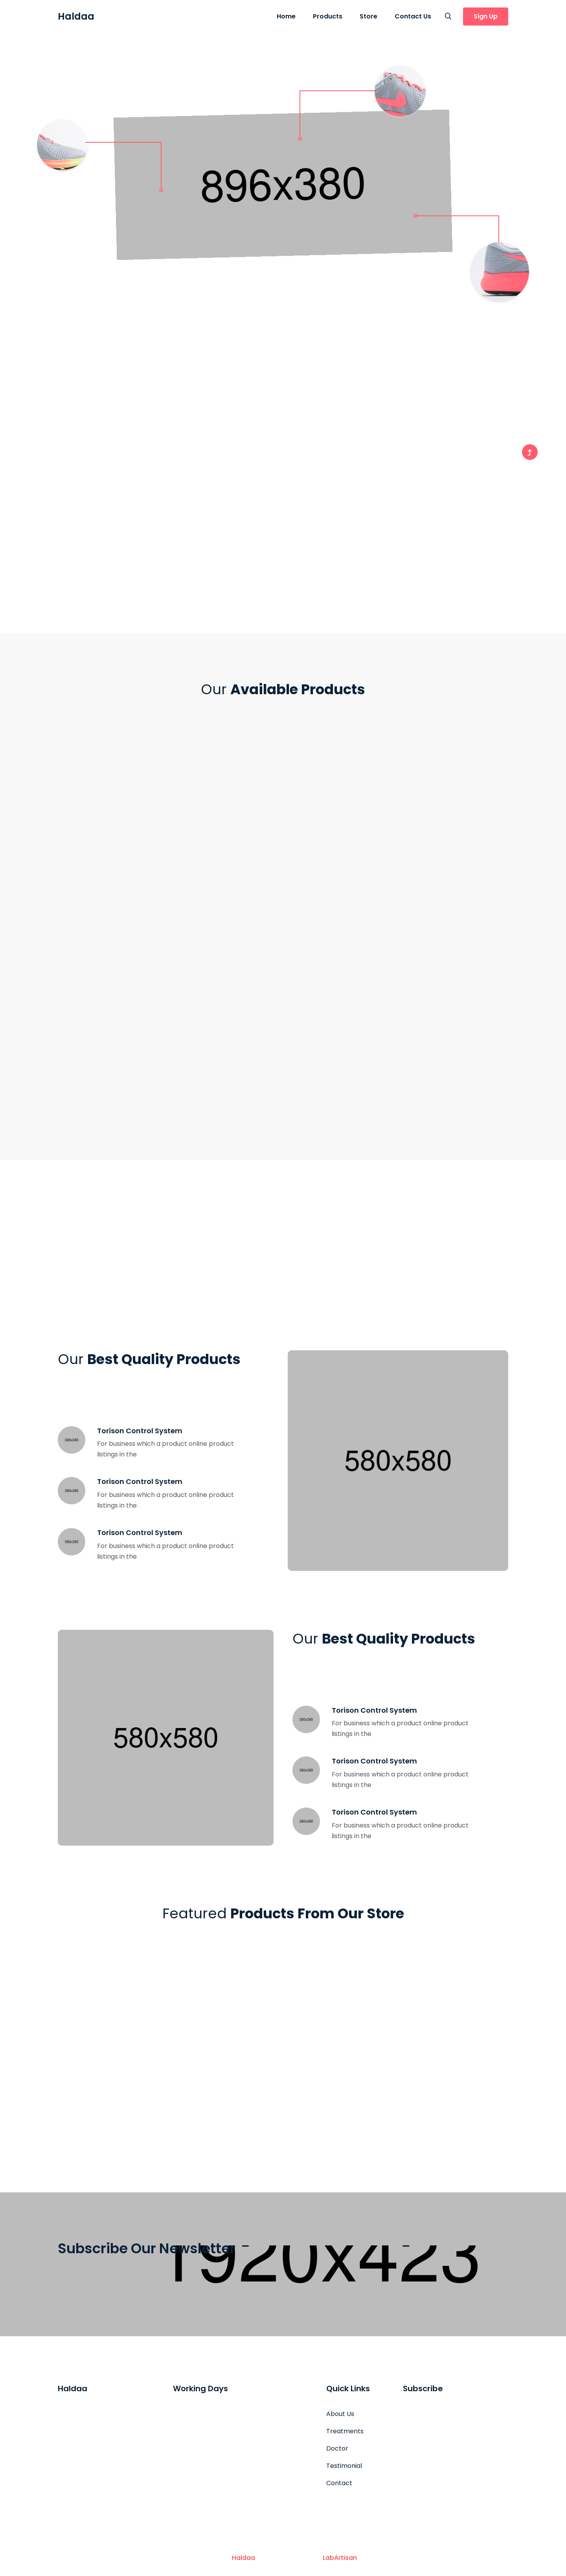 Haldaa
Home Products Store Contact Us Sign Up
896x380
Our Available Products
Our Best Quality Products
580x580
580x580
Torison Control System
For business which a product online product
listings in the
580x580
Torison Control System
For business which a product online product
listings in the
580x580
Torison Control System
For business which a product online product
listings in the
580x580
Our Best Quality Products
580x580
Torison Control System
For business which a product online product
listings in the
580x580
Torison Control System
For business which a product online product
listings in the
580x580
Torison Control System
For business which a product online product
listings in the
Featured Products From Our Store
1920x423
Subscribe Our Newsletter
Haldaa
Working Days
Quick Links
About Us
Treatments
Doctor
Testimonial
Contact
Subscribe
Haldaa LabArtisan